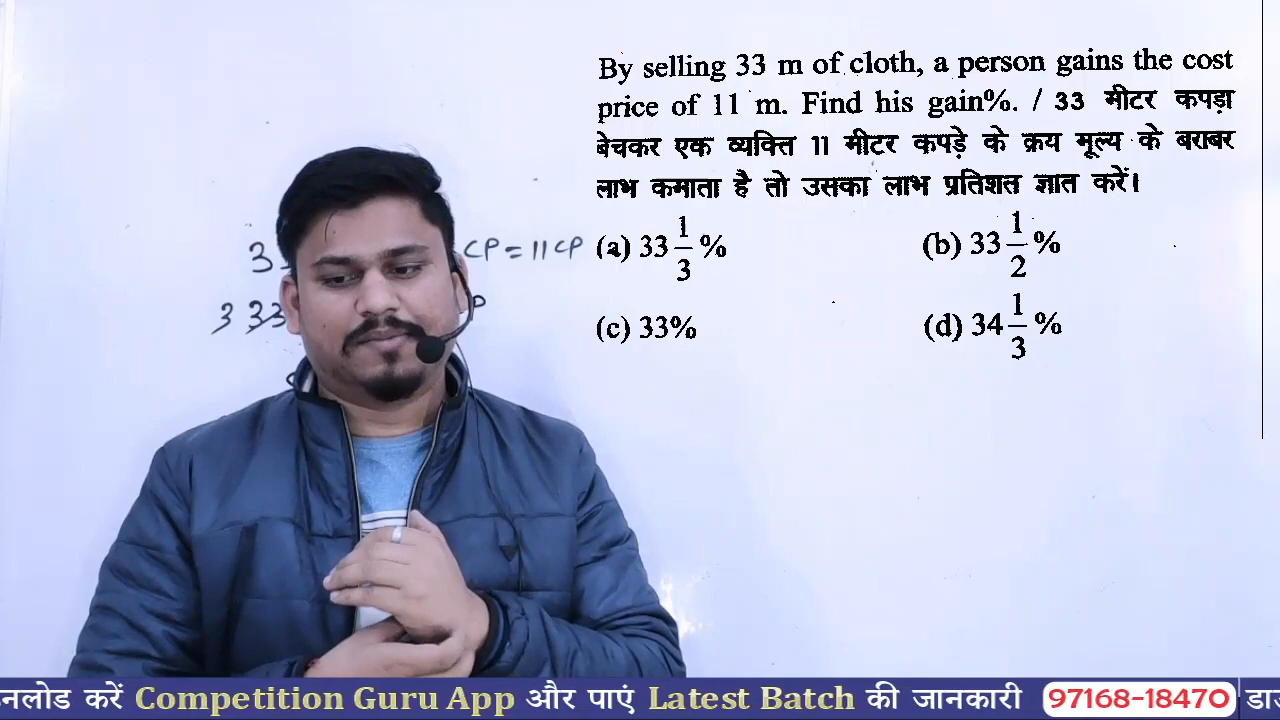 By selling 33 m of cloth, a person gains the cost
price of 11 m. Find his gain%. / 33 मीटर कपड़ा
बेचकर एक व्यक्ति 11 मीटर कपड़े के क्रय मूल्य के बराबर
लाभ कमाता है तो उसका लाभ प्रतिशत ज्ञात करें।
(a) 33 1/3 % (b) 33 1/2 %
(c) 33% (d) 34 1/3 %
CP = 11 CP
3 33
करें Competition Guru App और पाएं Latest Batch की जानकारी 97168-18470